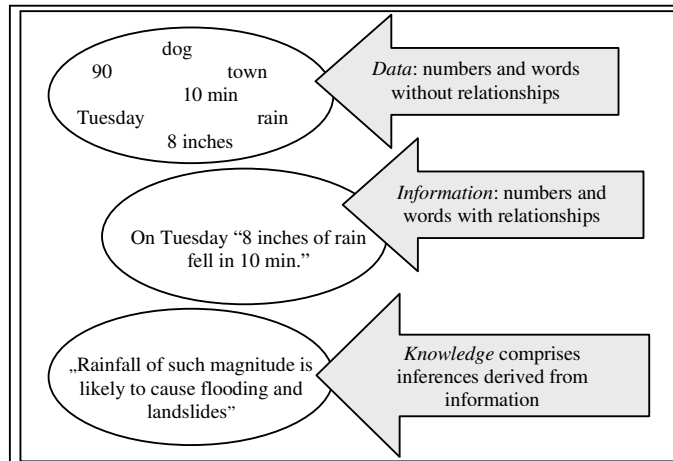 dog
90 town
10 min
Tuesday rain
8 inches
Data: numbers and words
without relationships
On Tuesday “8 inches of rain
fell in 10 min.”
Information: numbers and
words with relationships
„Rainfall of such magnitude is
likely to cause flooding and
landslides”
Knowledge comprises
inferences derived from
information